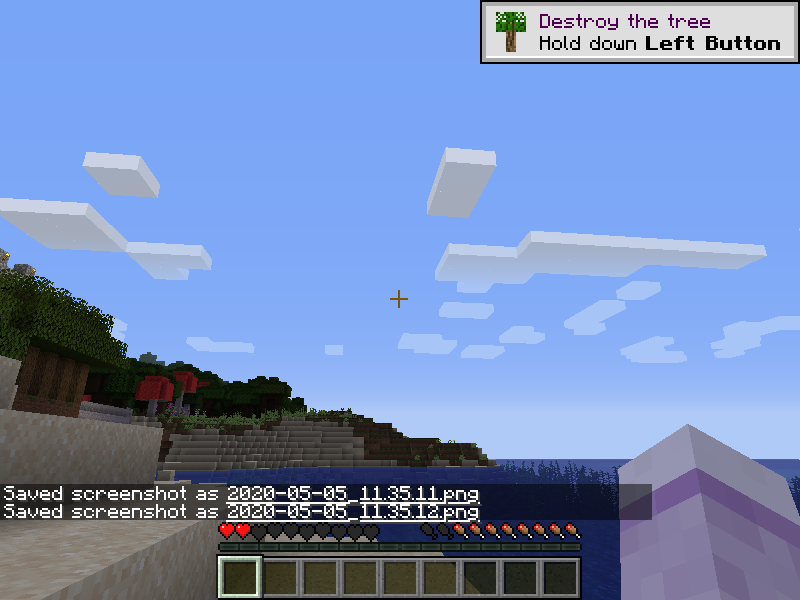 Destroy the tree
Hold down Left Button
Saved screenshot as 2020-05-05_11.35.11.png
Saved screenshot as 2020-05-05_11.35.12.png